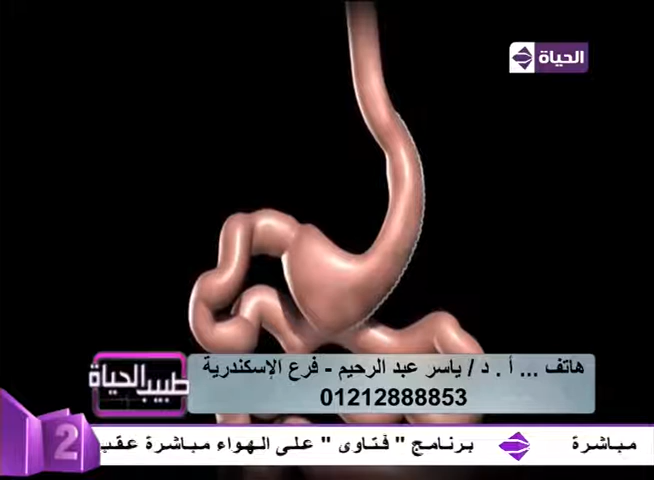 الحياة
هاتف ... أ . د / ياسر عبد الرحيم - فرع الإسكندرية
01212888853
طبيب الحياة
2
مباشرة
برنامج " فتاوى " على الهواء مباشرة عقب